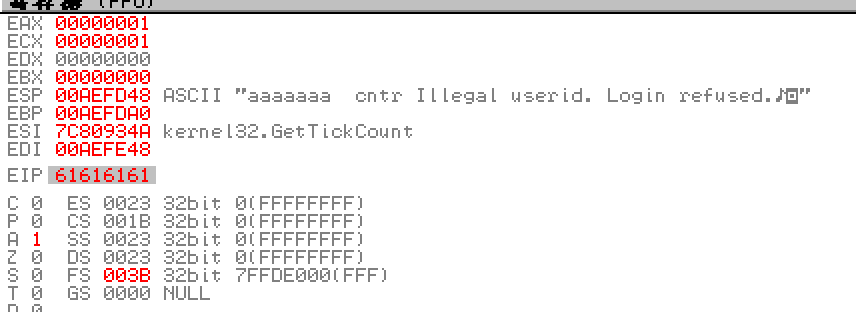 寄存器 (FPU)
EAX 00000001
ECX 00000001
EDX 00000000
EBX 00000000
ESP 00AEFD48 ASCII "aaaaaaa  cntr Illegal userid. Login refused.♪◙"
EBP 00AEFDA0
ESI 7C80934A kernel32.GetTickCount
EDI 00AEFE48
EIP 61616161
C 0  ES 0023 32bit 0(FFFFFFFF)
P 0  CS 001B 32bit 0(FFFFFFFF)
A 1  SS 0023 32bit 0(FFFFFFFF)
Z 0  DS 0023 32bit 0(FFFFFFFF)
S 0  FS 003B 32bit 7FFDE000(FFF)
T 0  GS 0000 NULL
D 0